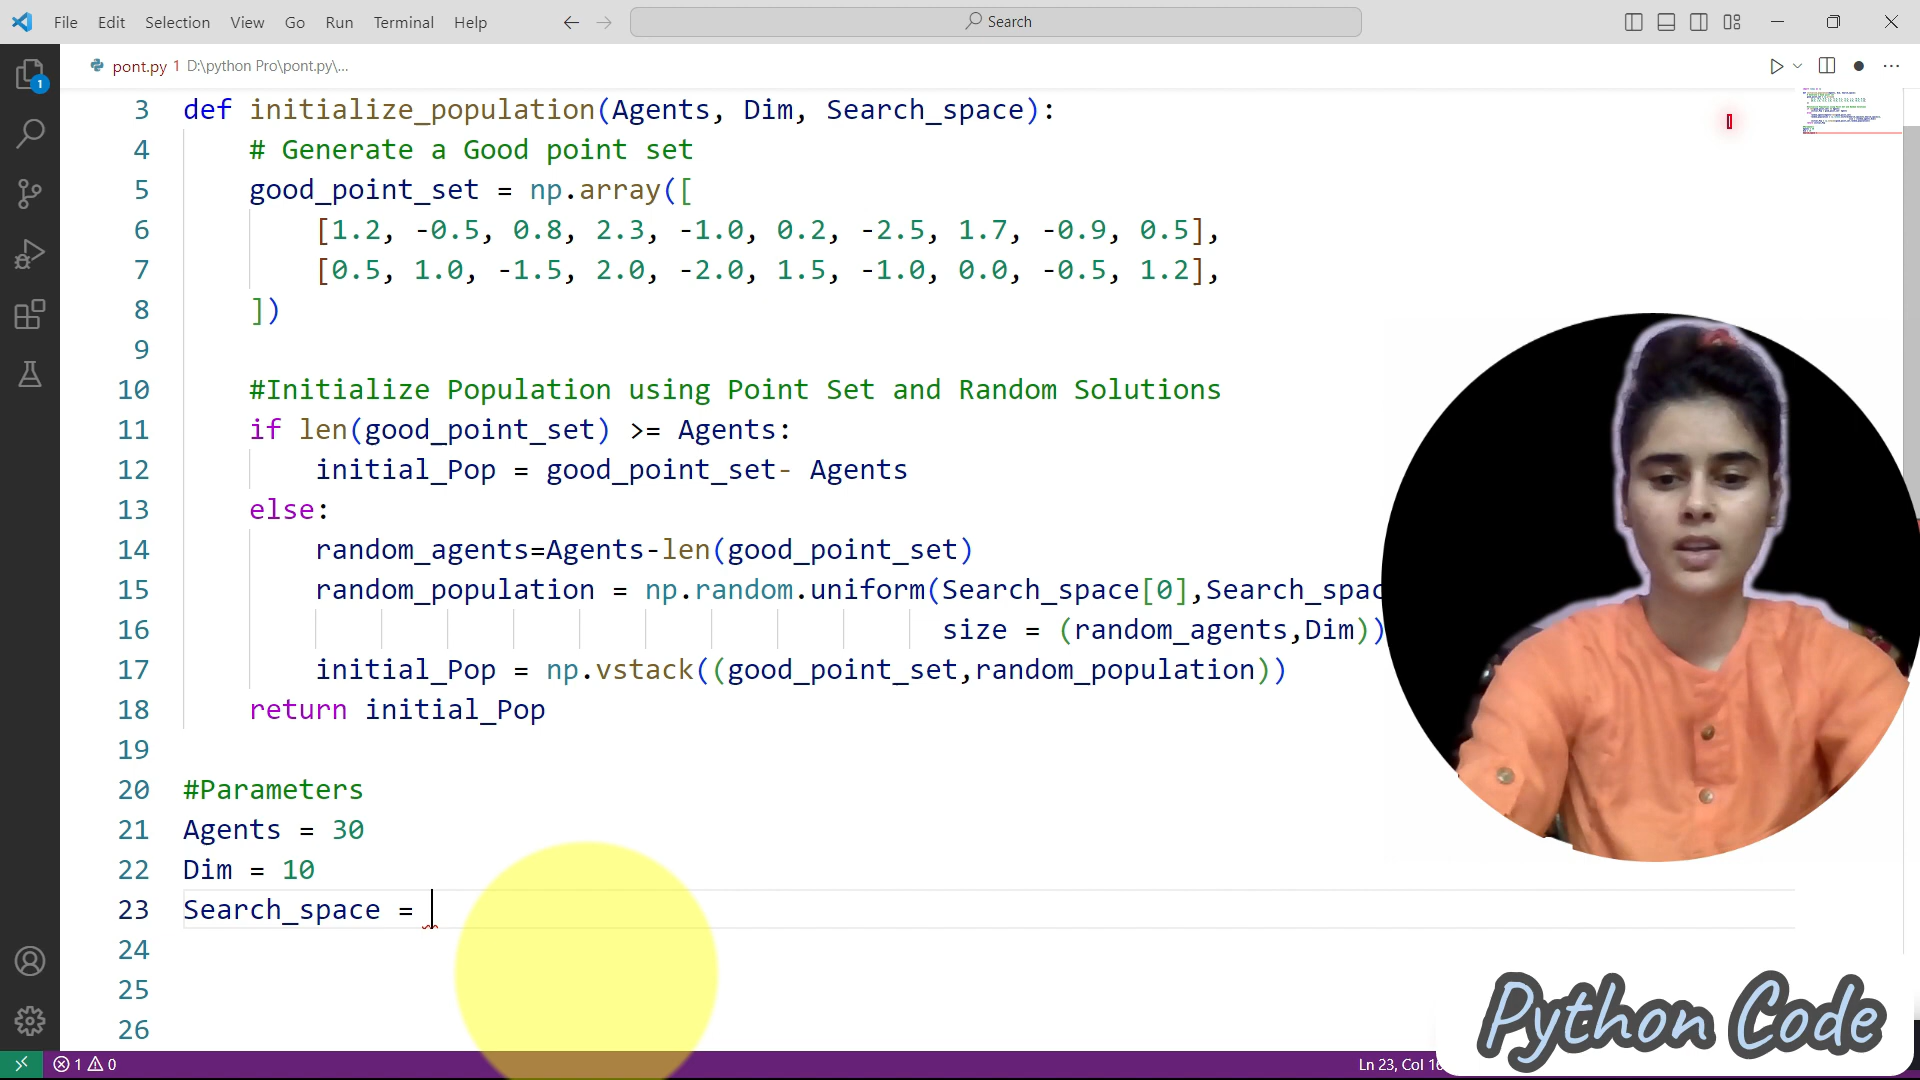 File Edit Selection View Go Run Terminal Help
Search
1
pont.py 1 D:\python Pro\pont.py\...
3 def initialize_population(Agents, Dim, Search_space):
4 # Generate a Good point set
5 good_point_set = np.array([
6 [1.2, -0.5, 0.8, 2.3, -1.0, 0.2, -2.5, 1.7, -0.9, 0.5],
7 [0.5, 1.0, -1.5, 2.0, -2.0, 1.5, -1.0, 0.0, -0.5, 1.2],
8 ])
9
10 #Initialize Population using Point Set and Random Solutions
11 if len(good_point_set) >= Agents:
12 initial_Pop = good_point_set- Agents
13 else:
14 random_agents=Agents-len(good_point_set)
15 random_population = np.random.uniform(Search_space[0],Search_spac
16 size = (random_agents,Dim))
17 initial_Pop = np.vstack((good_point_set,random_population))
18 return initial_Pop
19
20 #Parameters
21 Agents = 30
22 Dim = 10
23 Search_space =
24
25
26
1 0
Ln 23, Col
Python Code